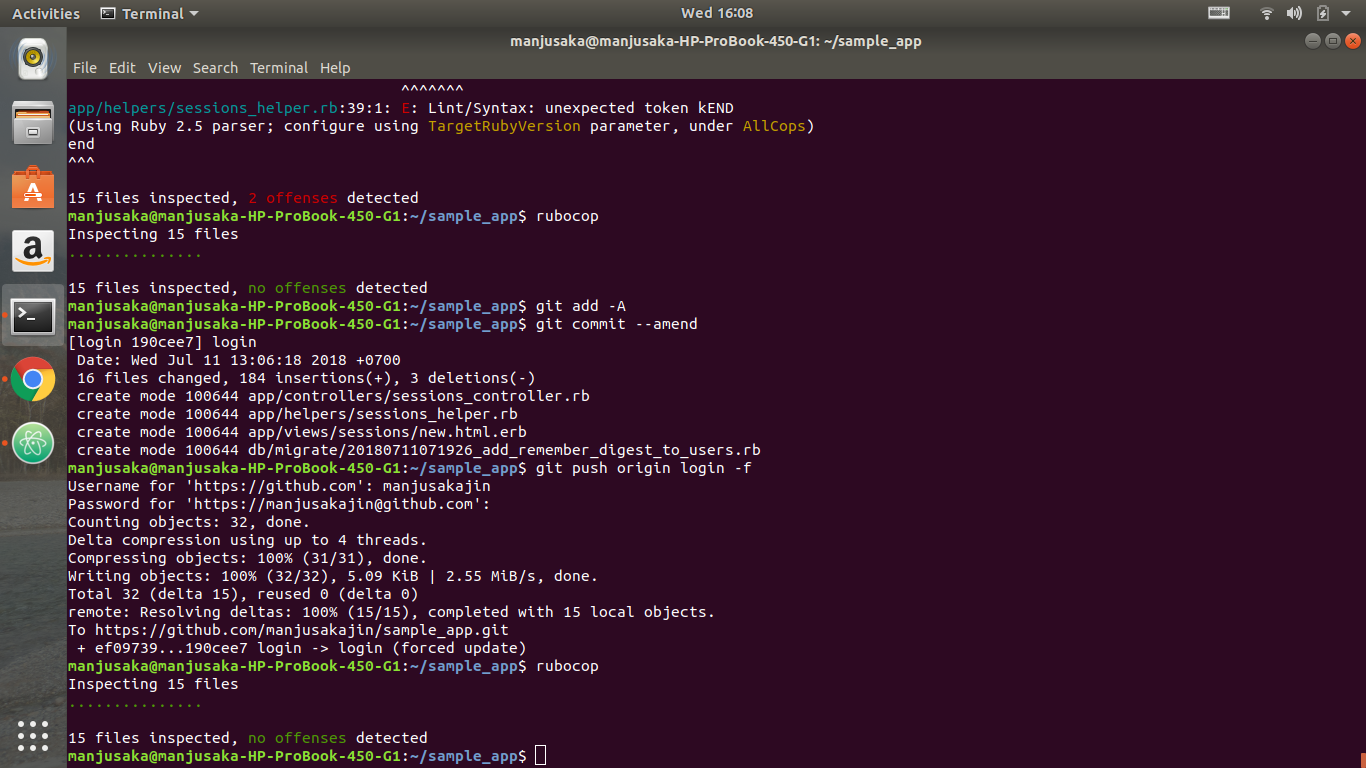 Activities Terminal Wed 16:08
manjusaka@manjusaka-HP-ProBook-450-G1: ~/sample_app
File Edit View Search Terminal Help
^^^^^^^
app/helpers/sessions_helper.rb:39:1: E: Lint/Syntax: unexpected token kEND
(Using Ruby 2.5 parser; configure using TargetRubyVersion parameter, under AllCops)
end
^^^
15 files inspected, 2 offenses detected
manjusaka@manjusaka-HP-ProBook-450-G1:~/sample_app$ rubocop
Inspecting 15 files
...............
15 files inspected, no offenses detected
manjusaka@manjusaka-HP-ProBook-450-G1:~/sample_app$ git add -A
manjusaka@manjusaka-HP-ProBook-450-G1:~/sample_app$ git commit --amend
[login 190cee7] login
Date: Wed Jul 11 13:06:18 2018 +0700
16 files changed, 184 insertions(+), 3 deletions(-)
create mode 100644 app/controllers/sessions_controller.rb
create mode 100644 app/helpers/sessions_helper.rb
create mode 100644 app/views/sessions/new.html.erb
create mode 100644 db/migrate/20180711071926_add_remember_digest_to_users.rb
manjusaka@manjusaka-HP-ProBook-450-G1:~/sample_app$ git push origin login -f
Username for 'https://github.com': manjusakajin
Password for 'https://manjusakajin@github.com':
Counting objects: 32, done.
Delta compression using up to 4 threads.
Compressing objects: 100% (31/31), done.
Writing objects: 100% (32/32), 5.09 KiB | 2.55 MiB/s, done.
Total 32 (delta 15), reused 0 (delta 0)
remote: Resolving deltas: 100% (15/15), completed with 15 local objects.
To https://github.com/manjusakajin/sample_app.git
+ ef09739...190cee7 login -> login (forced update)
manjusaka@manjusaka-HP-ProBook-450-G1:~/sample_app$ rubocop
Inspecting 15 files
...............
15 files inspected, no offenses detected
manjusaka@manjusaka-HP-ProBook-450-G1:~/sample_app$